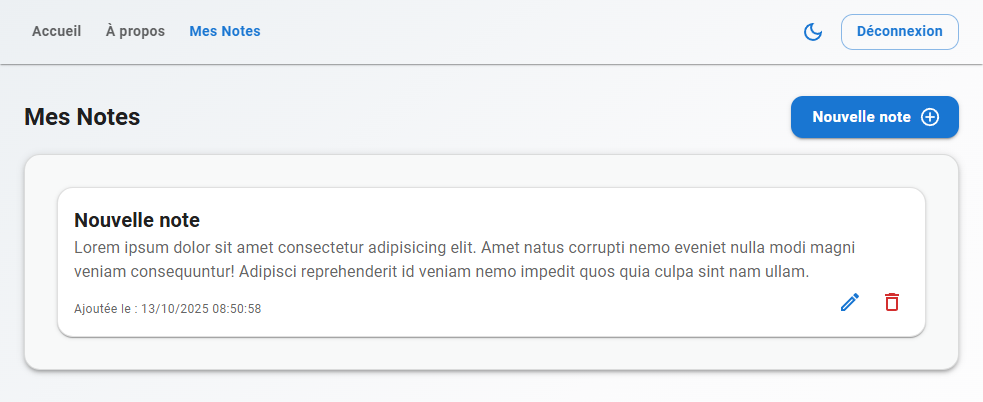 Accueil À propos Mes Notes Déconnexion
Mes Notes Nouvelle note
Nouvelle note
Lorem ipsum dolor sit amet consectetur adipisicing elit. Amet natus corrupti nemo eveniet nulla modi magni
veniam consequuntur! Adipisci reprehenderit id veniam nemo impedit quos quia culpa sint nam ullam.
Ajoutée le : 13/10/2025 08:50:58